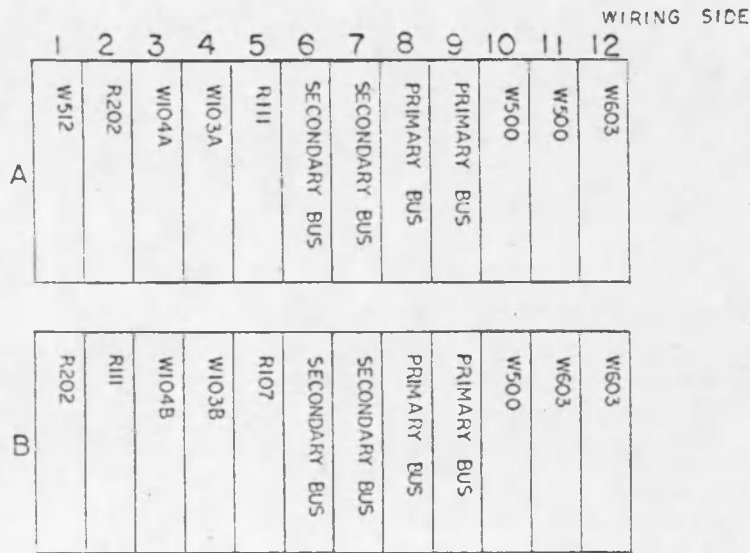 WIRING SIDE
1 2 3 4 5 6 7 8 9 10 11 12
A
W512
R202
W104A
W103A
R111
SECONDARY BUS
SECONDARY BUS
PRIMARY BUS
PRIMARY BUS
W500
W500
W603
B
R202
R111
W104B
W103B
R107
SECONDARY BUS
SECONDARY BUS
PRIMARY BUS
PRIMARY BUS
W500
W603
W603